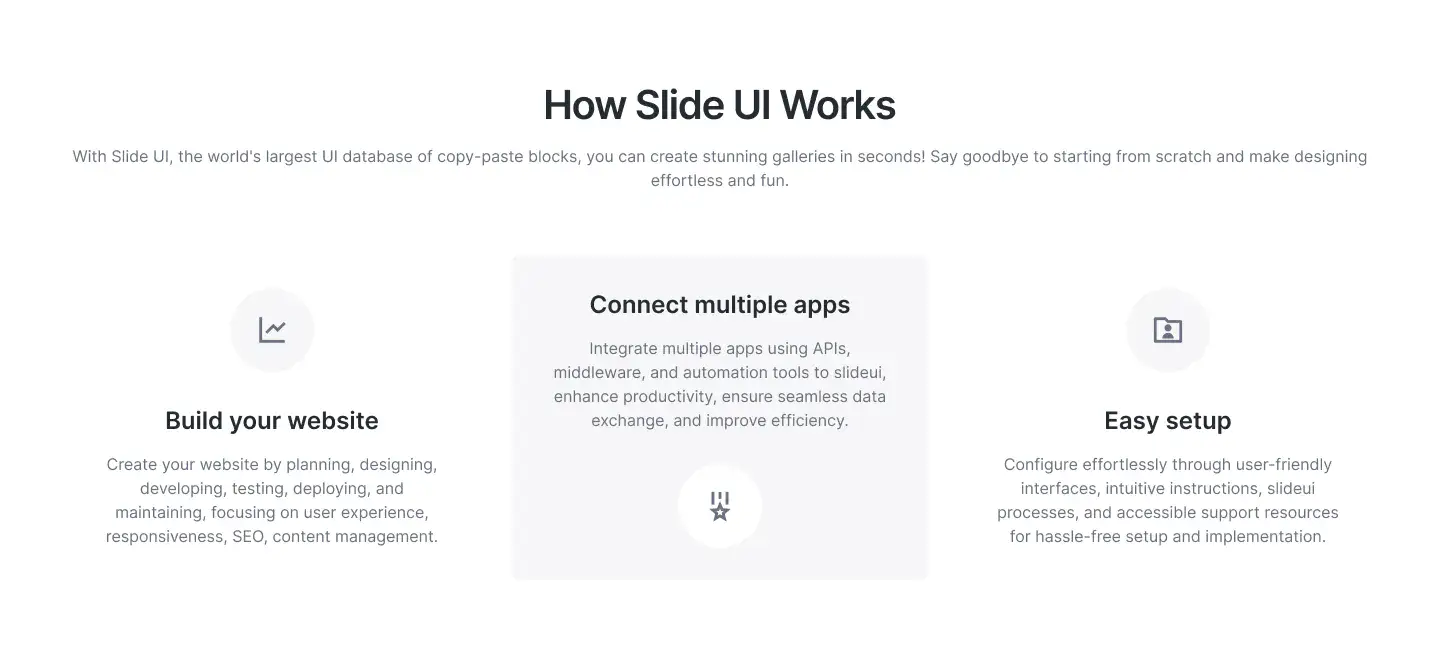 How Slide UI Works
With Slide UI, the world's largest UI database of copy-paste blocks, you can create stunning galleries in seconds! Say goodbye to starting from scratch and make designing
effortless and fun.
Build your website
Create your website by planning, designing,
developing, testing, deploying, and
maintaining, focusing on user experience,
responsiveness, SEO, content management.
Connect multiple apps
Integrate multiple apps using APIs,
middleware, and automation tools to slideui,
enhance productivity, ensure seamless data
exchange, and improve efficiency.
Easy setup
Configure effortlessly through user-friendly
interfaces, intuitive instructions, slideui
processes, and accessible support resources
for hassle-free setup and implementation.